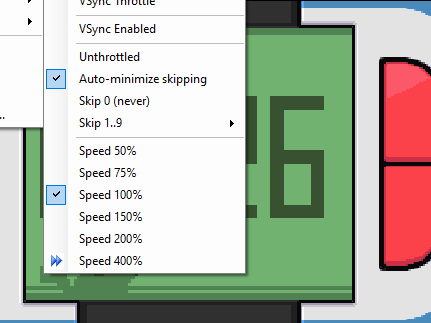 VSync Throttle
VSync Enabled
Unthrottled
Auto-minimize skipping
Skip 0 (never)
Skip 1..9
Speed 50%
Speed 75%
Speed 100%
Speed 150%
Speed 200%
Speed 400%
26